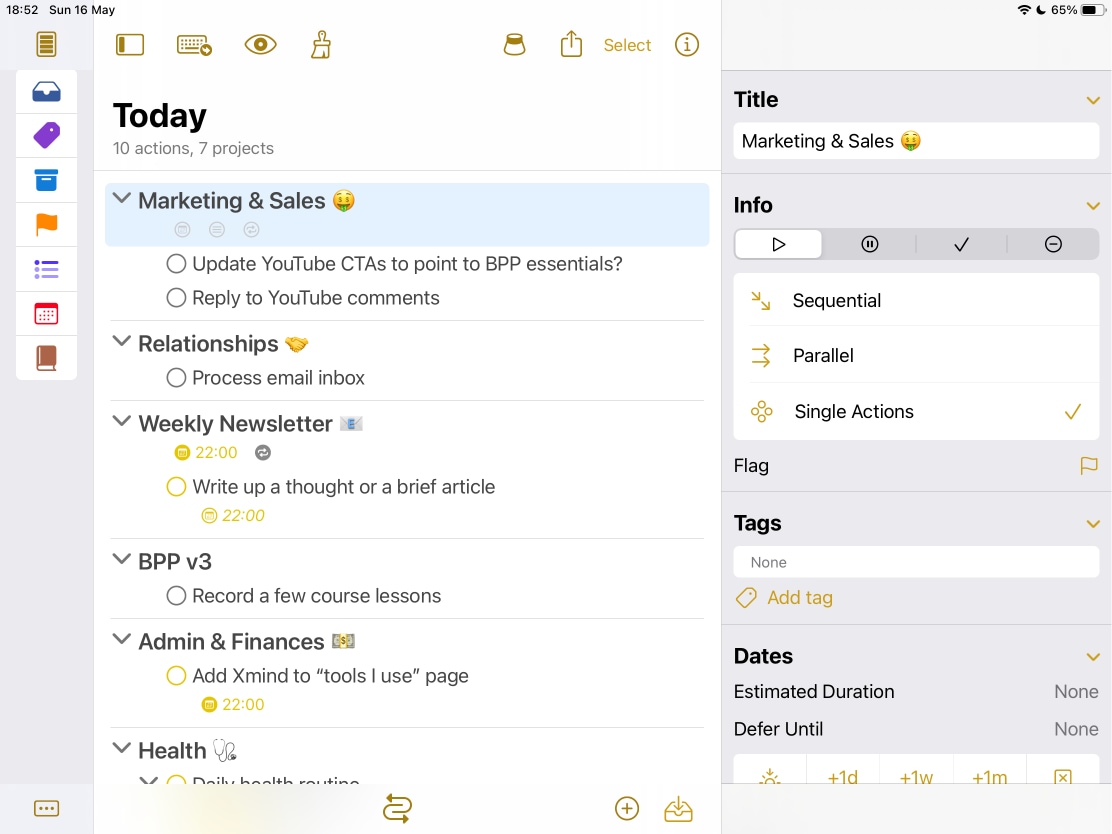 18:52 Sun 16 May
65%
Select
Today
10 actions, 7 projects
Marketing & Sales 🤑
Update YouTube CTAs to point to BPP essentials?
Reply to YouTube comments
Relationships 🤝
Process email inbox
Weekly Newsletter 📧
22:00
Write up a thought or a brief article
22:00
BPP v3
Record a few course lessons
Admin & Finances 💵
Add Xmind to “tools I use” page
22:00
Health 🩺
Daily health routine
Title
Marketing & Sales 🤑
Info
Sequential
Parallel
Single Actions
Flag
Tags
None
Add tag
Dates
Estimated Duration None
Defer Until None
+1d +1w +1m